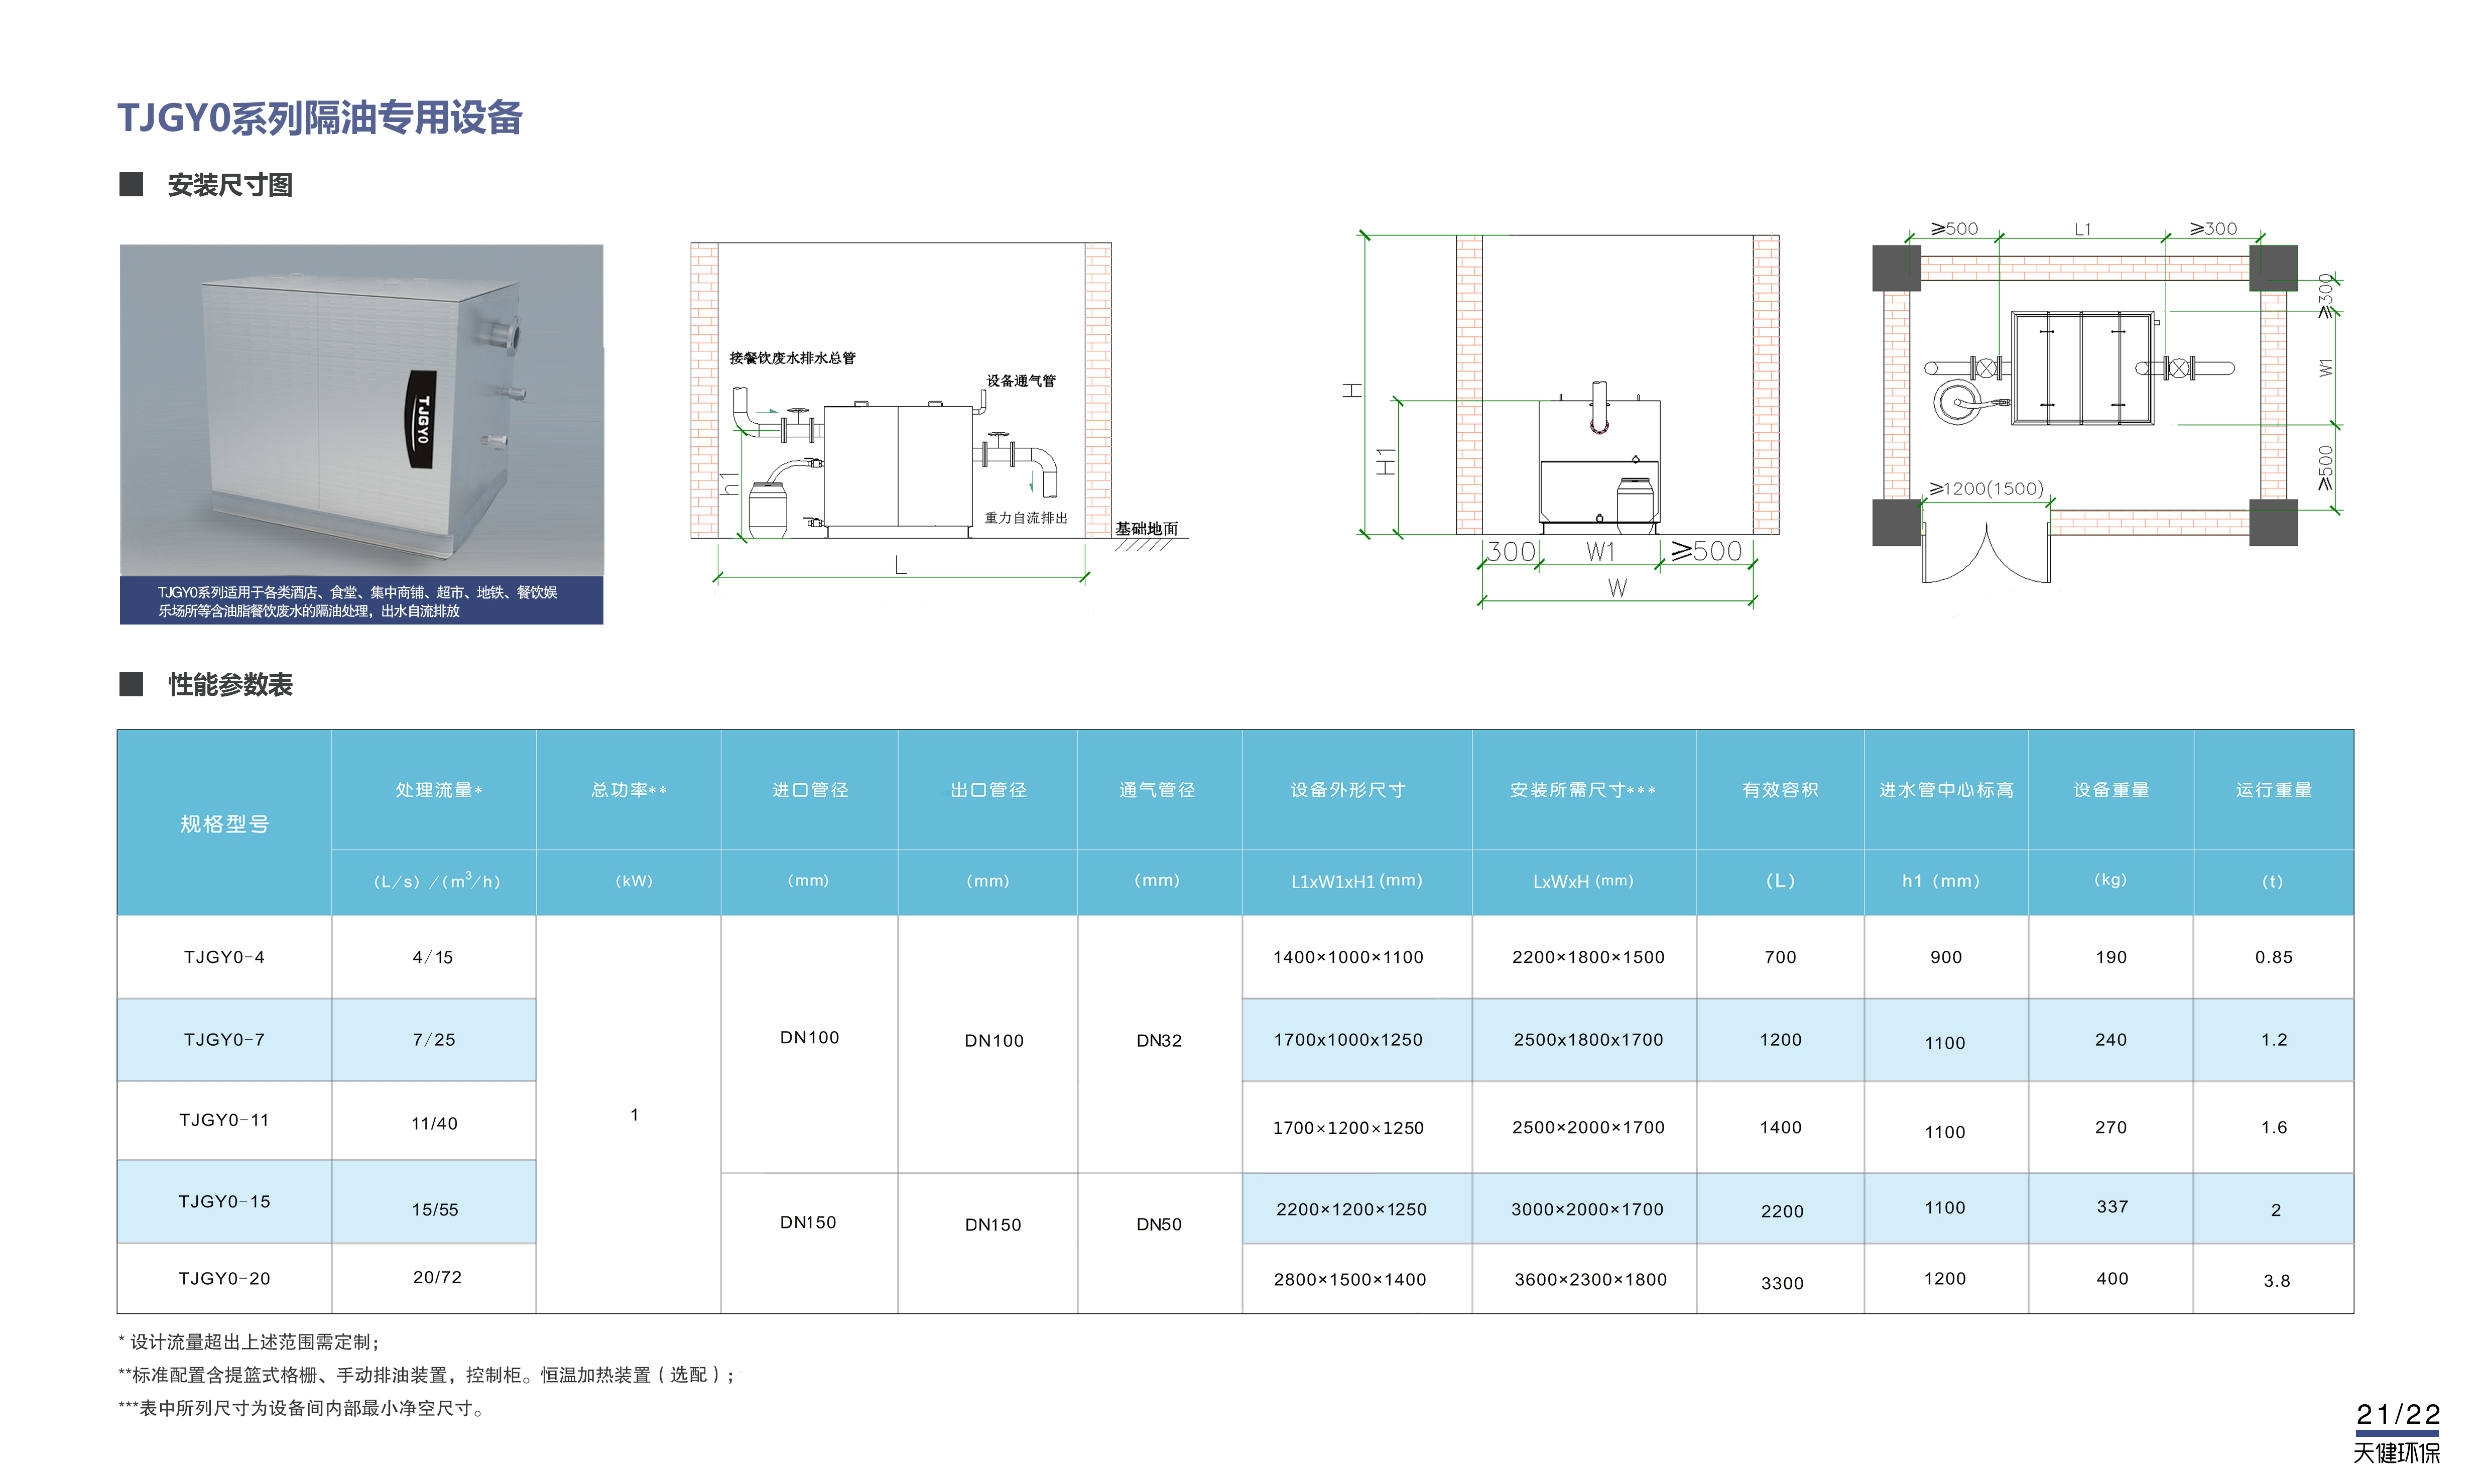 TJGY0系列隔油专用设备
安装尺寸图
TJGY0
TJGY0系列适用于各类酒店、食堂、集中商铺、超市、地铁、餐饮娱
乐场所等含油脂餐饮废水的隔油处理，出水自流排放
接餐饮废水排水总管
设备通气管
h1
重力自流排出
基础地面
L
H
H1
300 W1 ≥500
W
≥500 L1 ≥300
≥300
W1
≥500
≥1200(1500)
性能参数表
规格型号 处理流量* 总功率** 进口管径 出口管径 通气管径 设备外形尺寸 安装所需尺寸*** 有效容积 进水管中心标高 设备重量 运行重量
(L/s) /(m³/h) (kW) (mm) (mm) (mm) L1xW1xH1 (mm) LxWxH (mm) (L) h1 (mm) (kg) (t)
TJGY0-4 4/15 1400×1000×1100 2200×1800×1500 700 900 190 0.85
TJGY0-7 7/25 DN100 DN100 DN32 1700x1000x1250 2500x1800x1700 1200 1100 240 1.2
TJGY0-11 11/40 1 1700×1200×1250 2500×2000×1700 1400 1100 270 1.6
TJGY0-15 15/55 DN150 DN150 DN50 2200×1200×1250 3000×2000×1700 2200 1100 337 2
TJGY0-20 20/72 2800×1500×1400 3600×2300×1800 3300 1200 400 3.8
* 设计流量超出上述范围需定制；
**标准配置含提篮式格栅、手动排油装置，控制柜。恒温加热装置（选配）；
***表中所列尺寸为设备间内部最小净空尺寸。
21/22
天健环保